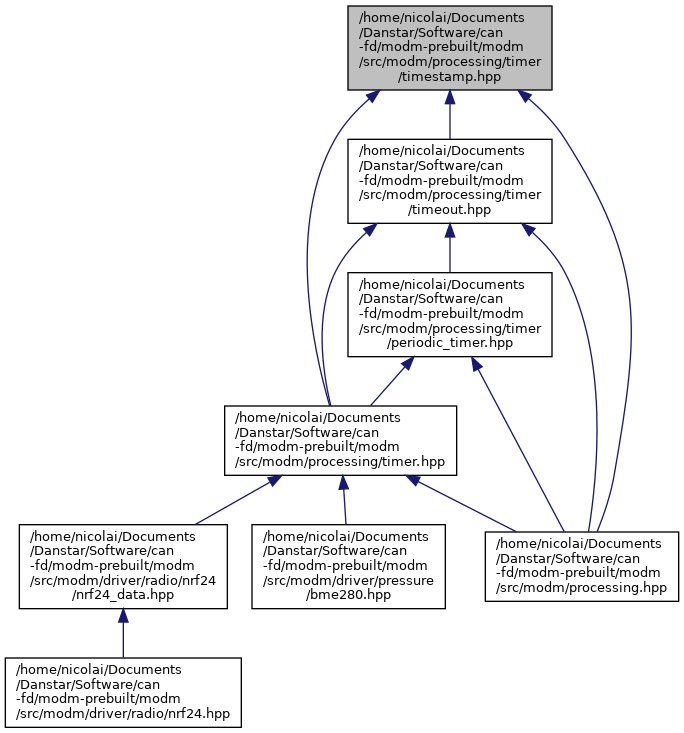 /home/nicolai/Documents
/Danstar/Software/can
-fd/modm-prebuilt/modm
/src/modm/processing/timer
/timestamp.hpp
/home/nicolai/Documents
/Danstar/Software/can
-fd/modm-prebuilt/modm
/src/modm/processing/timer
/timeout.hpp
/home/nicolai/Documents
/Danstar/Software/can
-fd/modm-prebuilt/modm
/src/modm/processing/timer
/periodic_timer.hpp
/home/nicolai/Documents
/Danstar/Software/can
-fd/modm-prebuilt/modm
/src/modm/processing/timer.hpp
/home/nicolai/Documents
/Danstar/Software/can
-fd/modm-prebuilt/modm
/src/modm/driver/radio/nrf24
/nrf24_data.hpp
/home/nicolai/Documents
/Danstar/Software/can
-fd/modm-prebuilt/modm
/src/modm/driver/pressure
/bme280.hpp
/home/nicolai/Documents
/Danstar/Software/can
-fd/modm-prebuilt/modm
/src/modm/processing.hpp
/home/nicolai/Documents
/Danstar/Software/can
-fd/modm-prebuilt/modm
/src/modm/driver/radio/nrf24.hpp